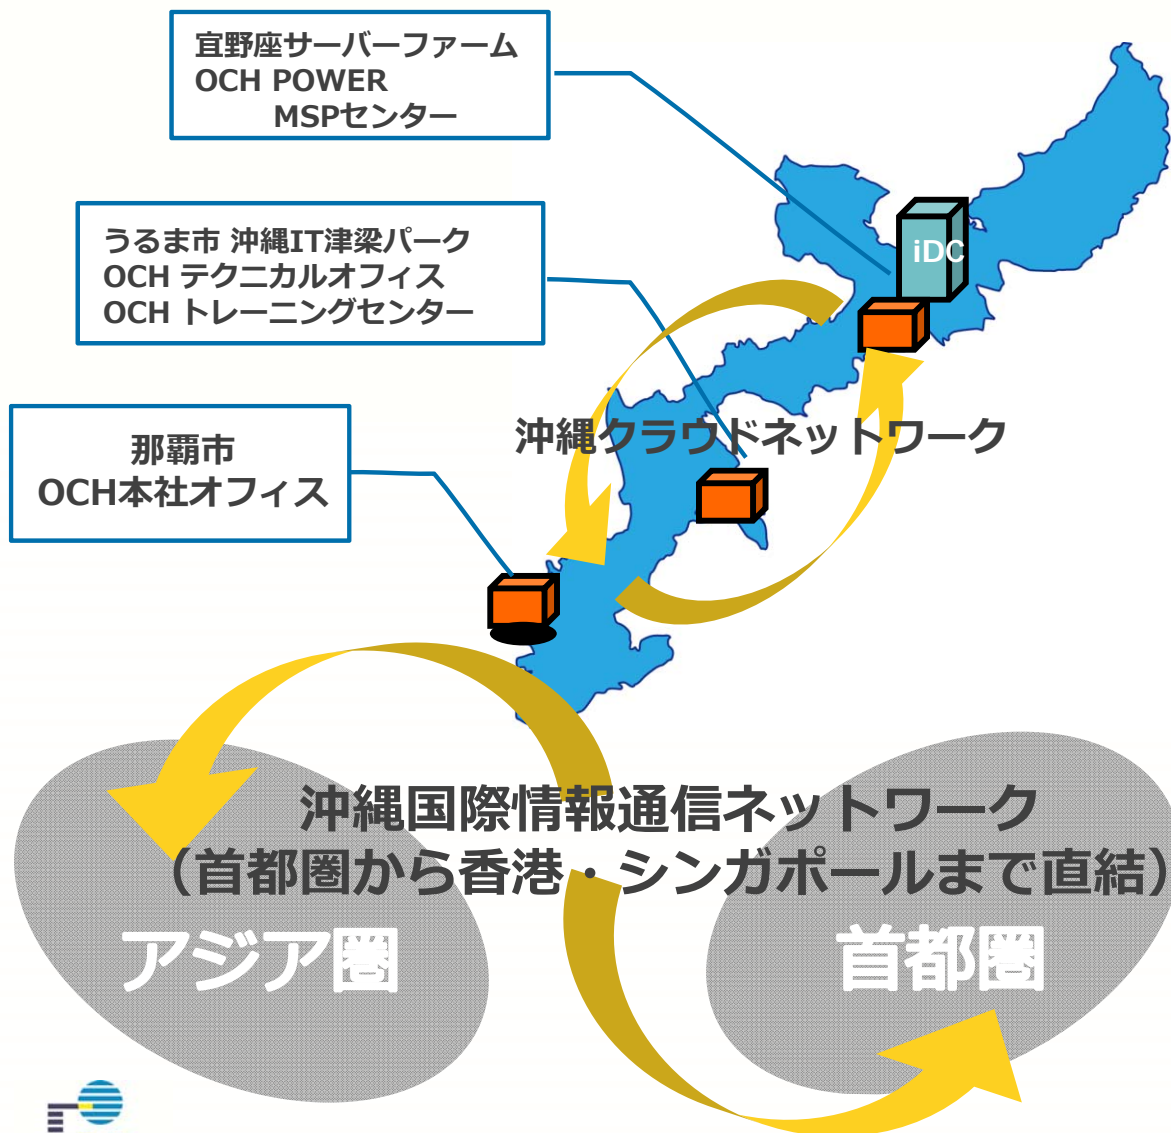 宜野座サーバーファーム
OCH POWER
MSPセンター
うるま市 沖縄IT津梁パーク
OCH テクニカルオフィス
OCH トレーニングセンター
那覇市
OCH本社オフィス
iDC
沖縄クラウドネットワーク
沖縄国際情報通信ネットワーク
（首都圏から香港・シンガポールまで直結）
アジア圏
首都圏